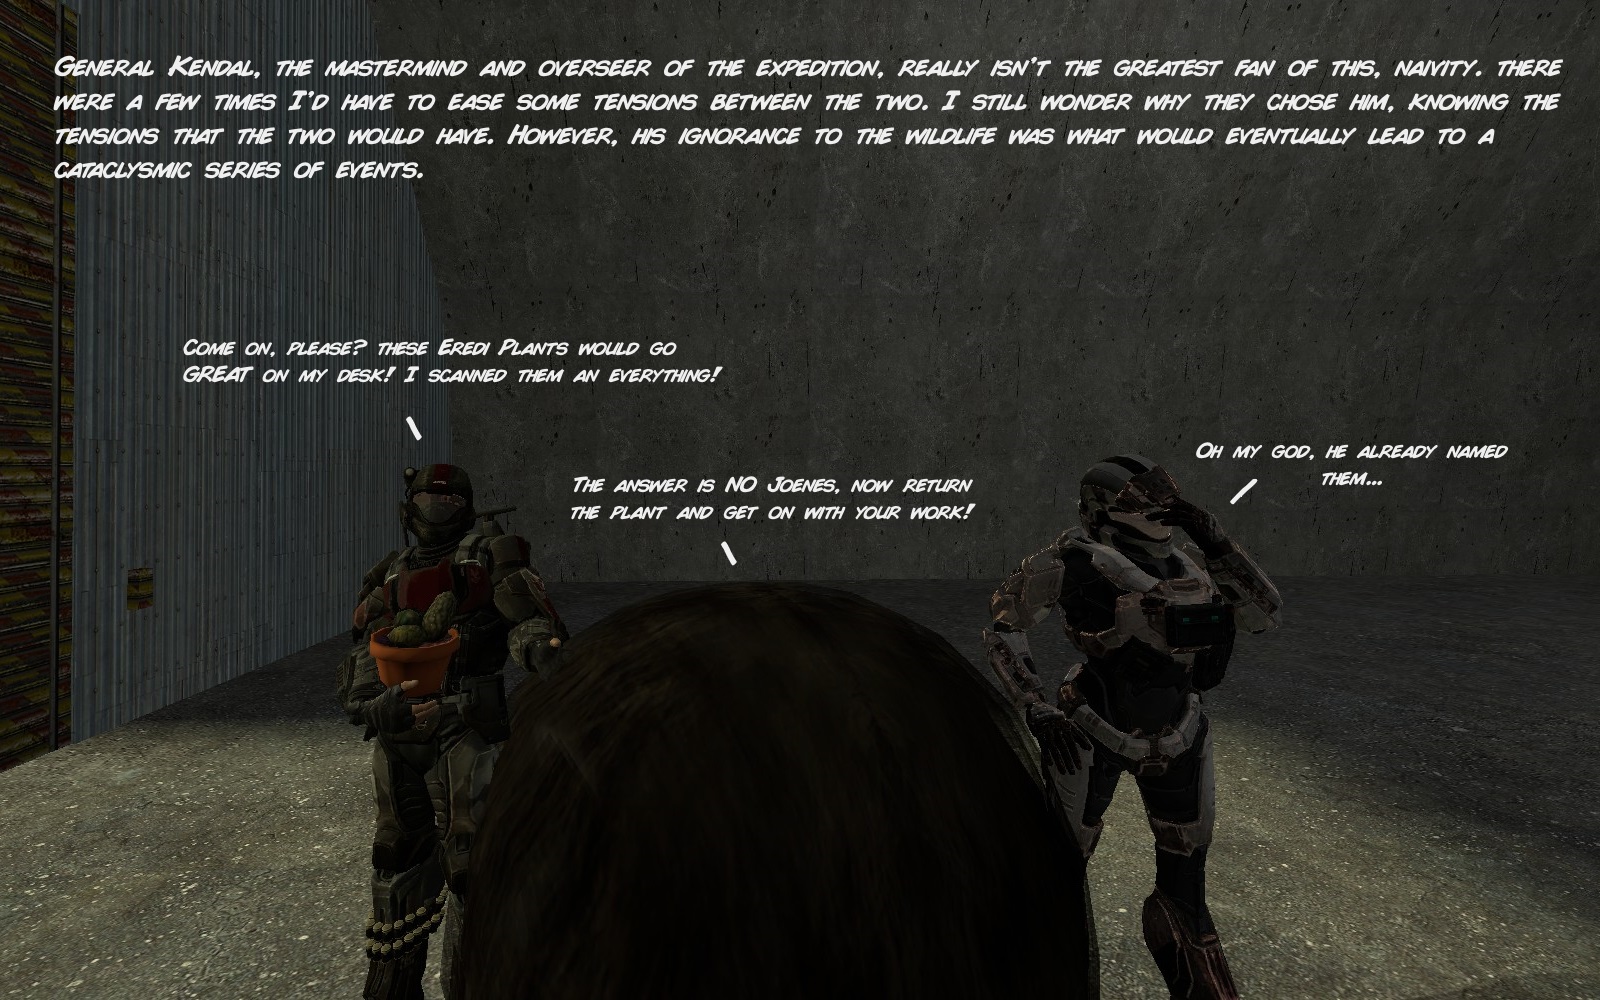 General Kendal, the mastermind and overseer of the expedition, really isn't the greatest fan of this, naivity. there
were a few times I'd have to ease some tensions between the two. I still wonder why they chose him, knowing the
tensions that the two would have. However, his ignorance to the wildlife was what would eventually lead to a
cataclysmic series of events.
Come on, please? these Eredi Plants would go
GREAT on my desk! I scanned them an everything!
The answer is NO Joenes, now return
the plant and get on with your work!
Oh my god, he already named
them...